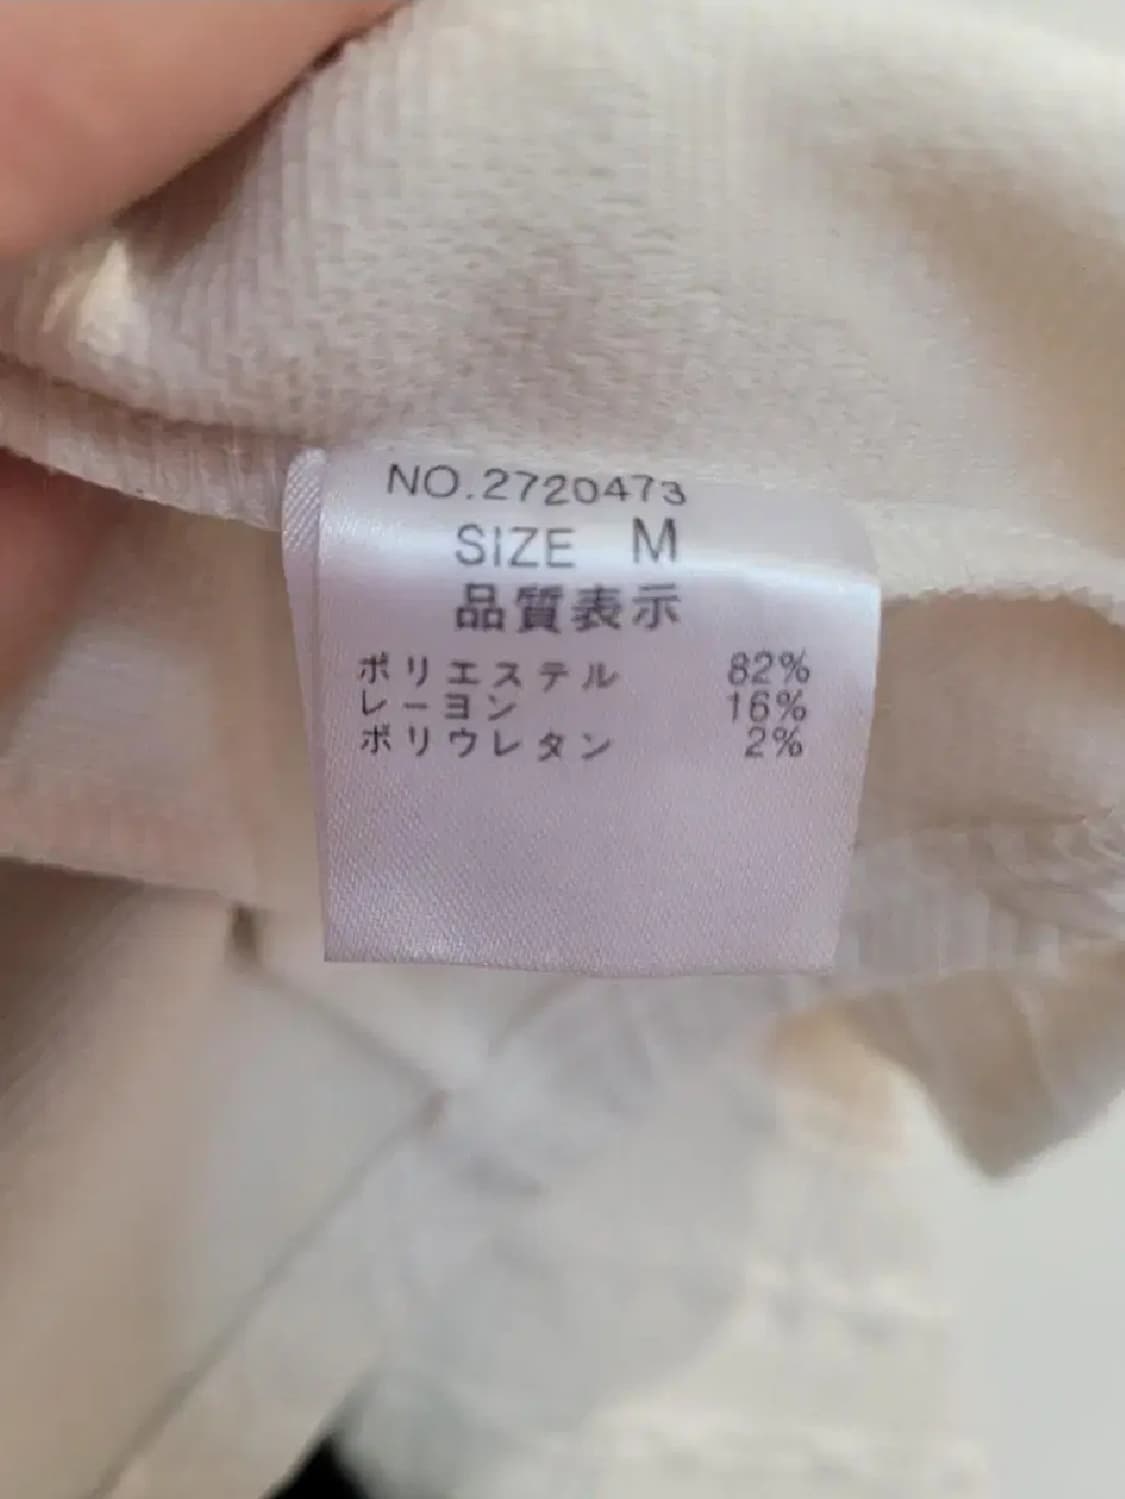 NO.2720473
SIZE M
品質表示
ポリエステル 82%
レーヨン 16%
ポリウレタン 2%